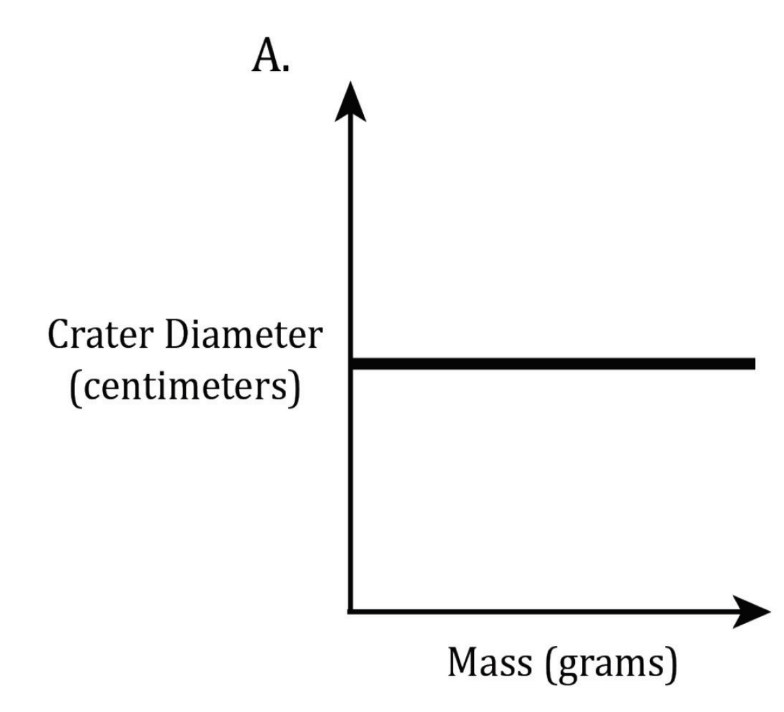 A.
Crater Diameter
(centimeters)
Mass (grams)